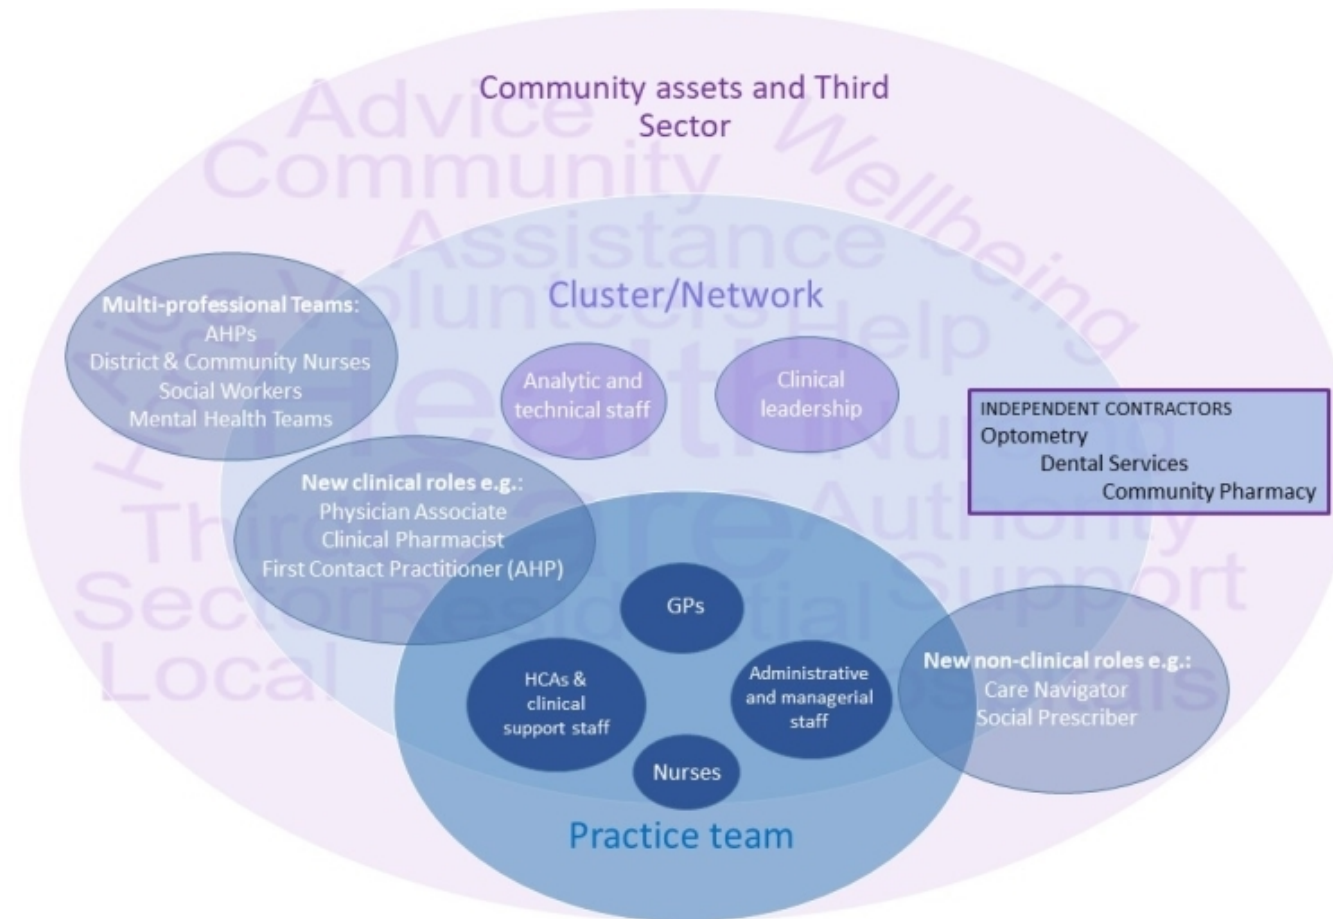 Community assets and Third
Sector
Advice
Community
Wellbeing
Assistance
Cluster/Network
Volunteers
Help
Multi-professional Teams:
AHPs
District & Community Nurses
Social Workers
Mental Health Teams
Aid
Health
Analytic and
technical staff
Clinical
leadership
INDEPENDENT CONTRACTORS
Optometry
Dental Services
Community Pharmacy
Nursing
New clinical roles e.g.:
Physician Associate
Clinical Pharmacist
First Contact Practitioner (AHP)
Third
Care
Authority
Sector
Residential
Support
Local
GPs
HCAs &
clinical
support staff
Administrative
and managerial
staff
Nurses
New non-clinical roles e.g.:
Care Navigator
Social Prescriber
Practice team